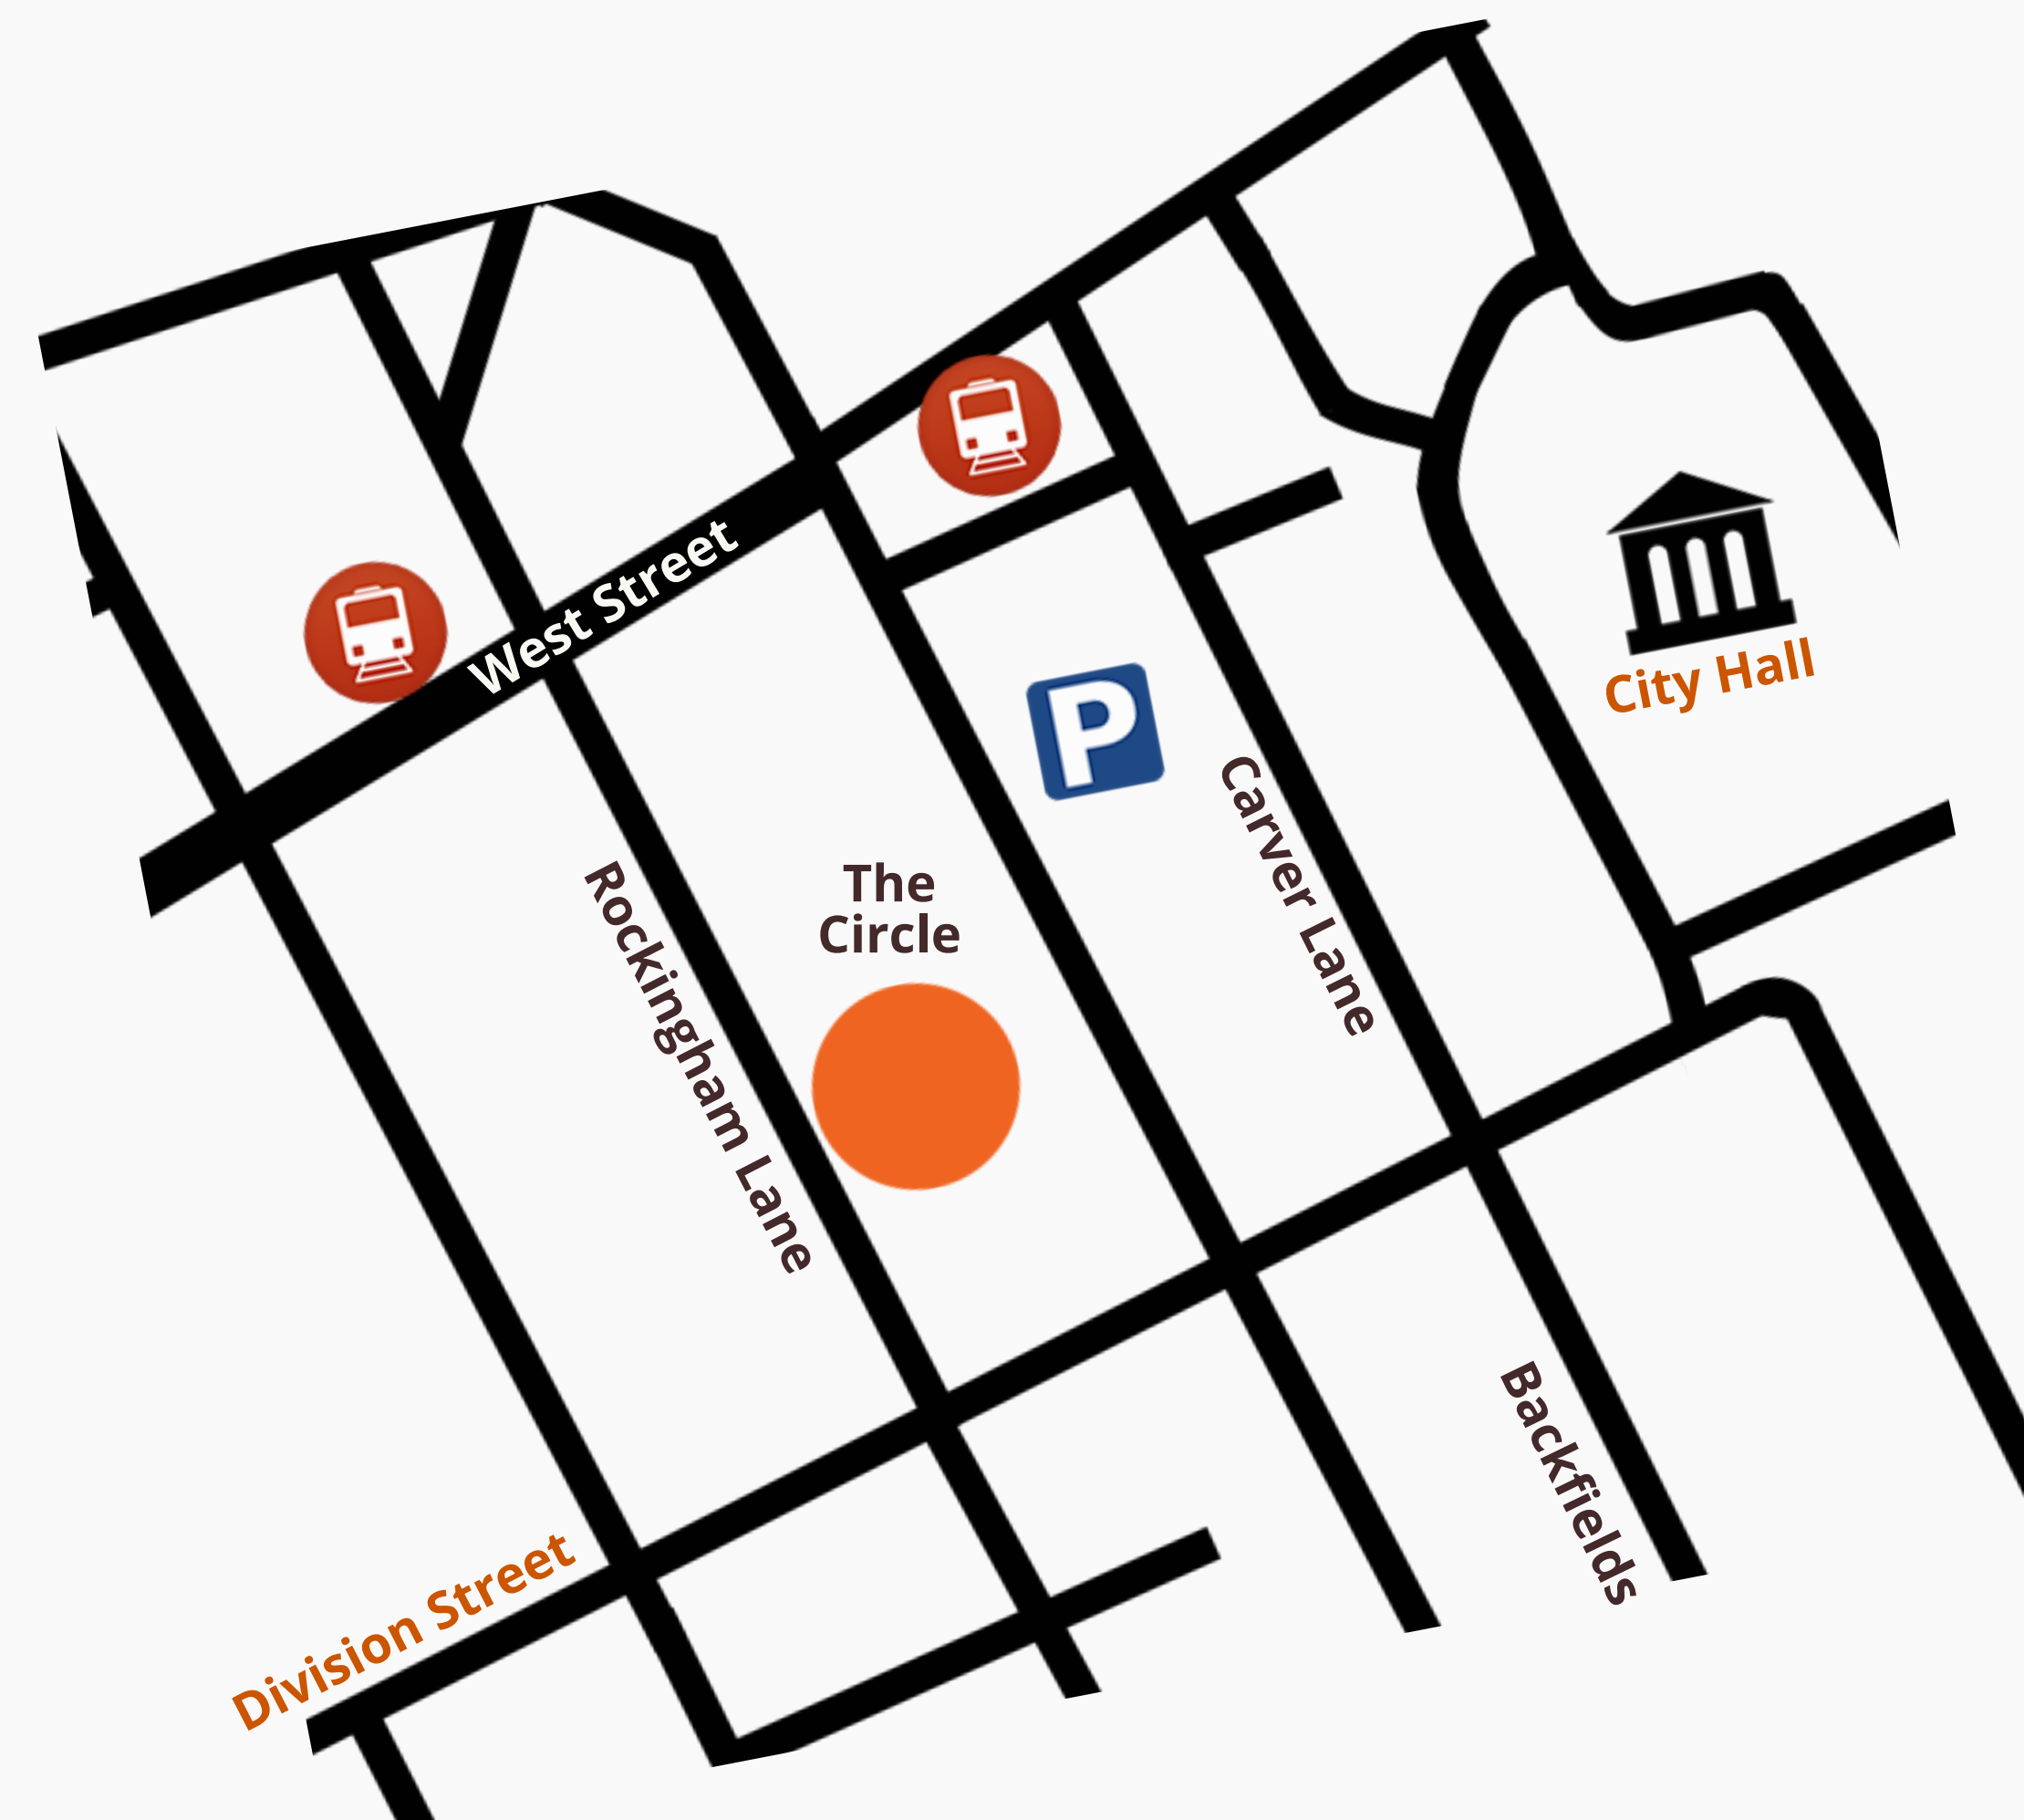 West Street
P
City Hall
Carver Lane
The
Circle
Rockingham Lane
Backfields
Division Street